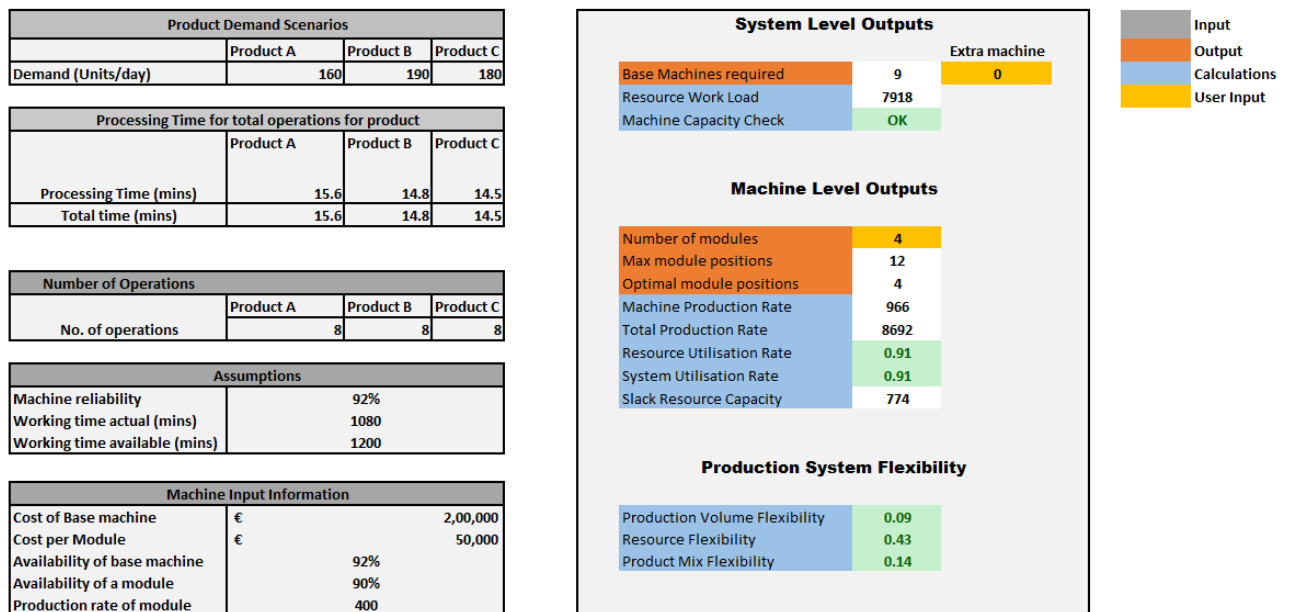 Product Demand Scenarios
Product A Product B Product C
Demand (Units/day) 160 190 180
Processing Time for total operations for product
Product A Product B Product C
Processing Time (mins) 15.6 14.8 14.5
Total time (mins) 15.6 14.8 14.5
Number of Operations
Product A Product B Product C
No. of operations 8 8 8
Assumptions
Machine reliability 92%
Working time actual (mins) 1080
Working time available (mins) 1200
Machine Input Information
Cost of Base machine € 2,00,000
Cost per Module € 50,000
Availability of base machine 92%
Availability of a module 90%
Production rate of module 400
System Level Outputs
Extra machine
Base Machines required 9 0
Resource Work Load 7918
Machine Capacity Check OK
Machine Level Outputs
Number of modules 4
Max module positions 12
Optimal module positions 4
Machine Production Rate 966
Total Production Rate 8692
Resource Utilisation Rate 0.91
System Utilisation Rate 0.91
Slack Resource Capacity 774
Production System Flexibility
Production Volume Flexibility 0.09
Resource Flexibility 0.43
Product Mix Flexibility 0.14
Input
Output
Calculations
User Input